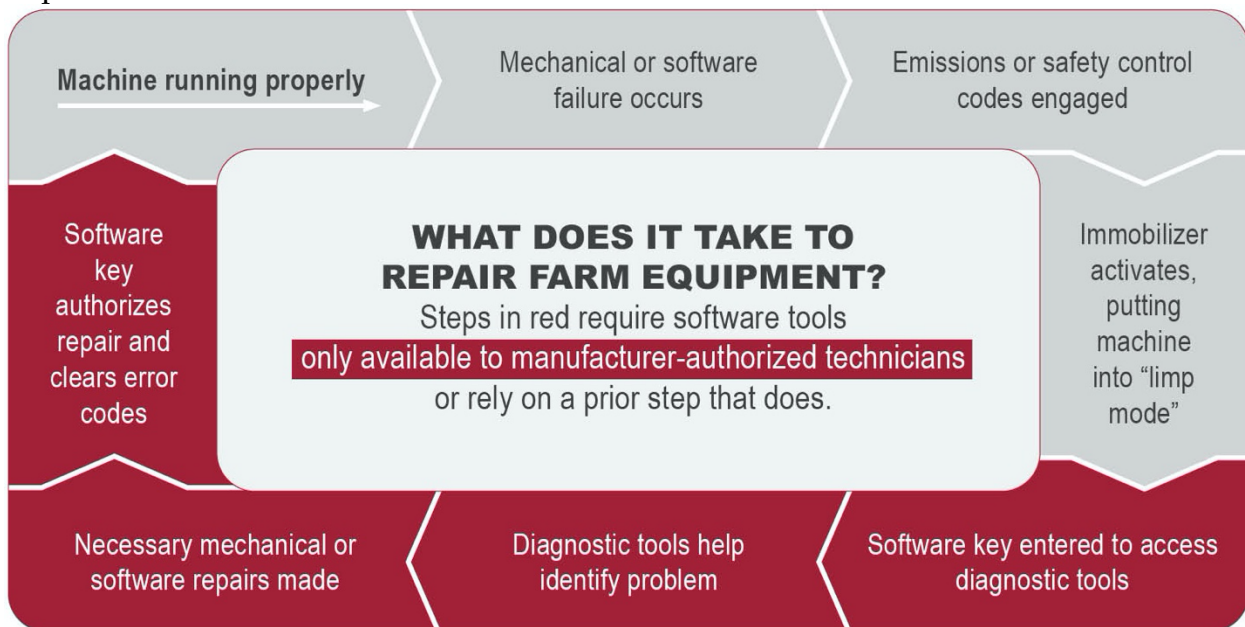 Machine running properly
Mechanical or software
failure occurs
Emissions or safety control
codes engaged
Immobilizer
activates,
putting
machine
into “limp
mode”
Software key entered to access
diagnostic tools
Diagnostic tools help
identify problem
Necessary mechanical or
software repairs made
Software
key
authorizes
repair and
clears error
codes
WHAT DOES IT TAKE TO
REPAIR FARM EQUIPMENT?
Steps in red require software tools
only available to manufacturer-authorized technicians
or rely on a prior step that does.